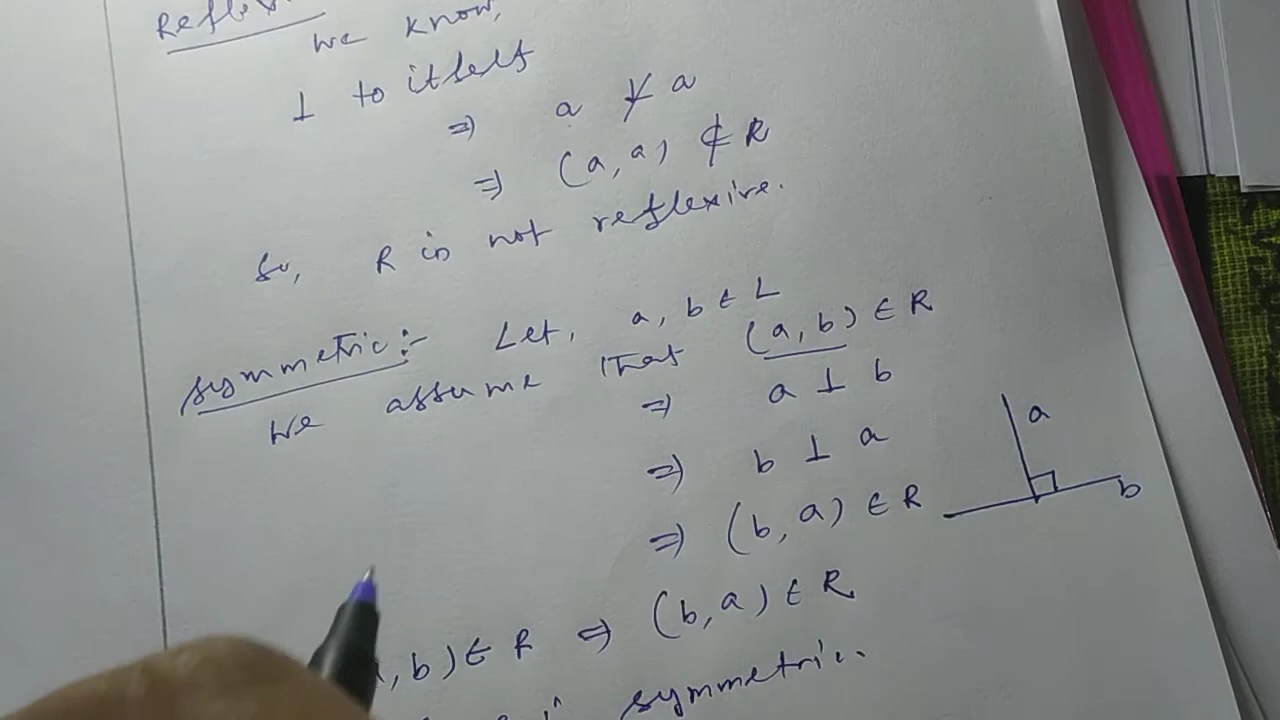 we know,
⊥ to itself
⇒ a ⊥̸ a
⇒ (a, a) ∉ R
So, R is not reflexive.
Symmetric:- Let, a, b ∈ L
we assume that (a, b) ∈ R
⇒ a ⊥ b
⇒ b ⊥ a
⇒ (b, a) ∈ R
a
b
, b) ∈ R ⇒ (b, a) ∈ R
symmetric.